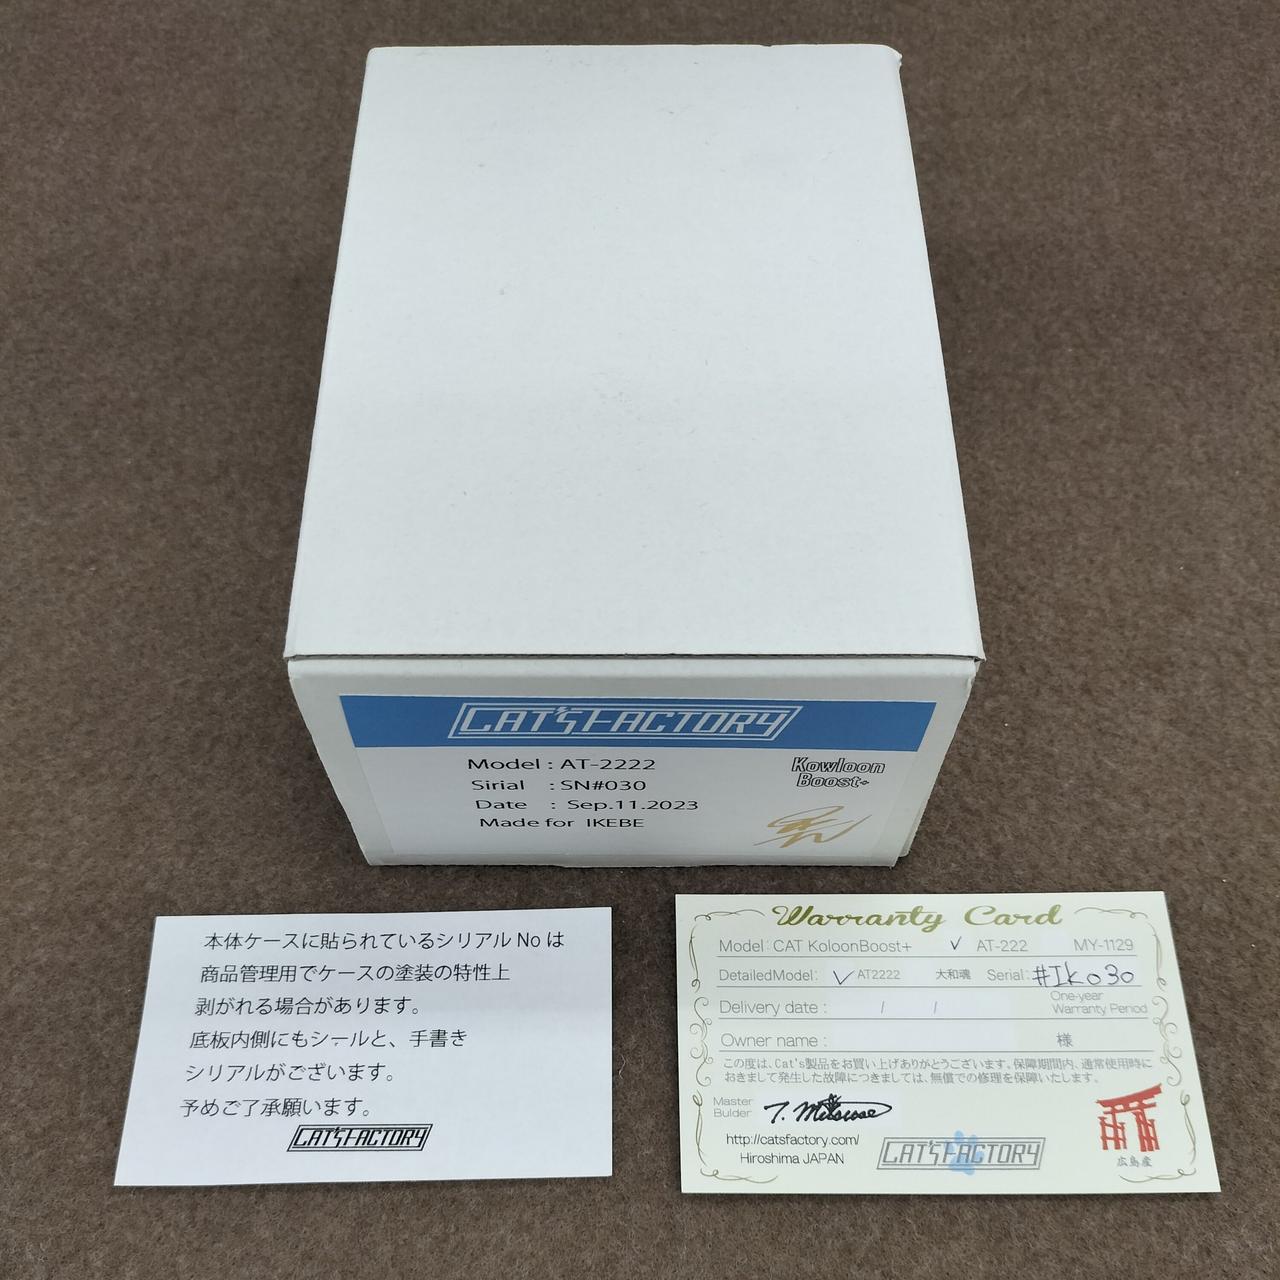 CAT'SFACTORY
Model : AT-2222
Sirial : SN#030
Date : Sep.11.2023
Made for IKEBE
Kowloon
Boost+
本体ケースに貼られているシリアル No は
商品管理用でケースの塗装の特性上
剥がれる場合があります。
底板内側にもシールと、手書き
シリアルがございます。
予めご了承願います。
CAT'SFACTORY
Warranty Card
Model: CAT KoloonBoost+ ✓ AT-222 MY-1129
DetailedModel: ✓ AT2222 大和魂 Serial: #Ik030
Delivery date : / / One-year Warranty Period
Owner name : 様
この度は、Cat's製品をお買い上げありがとうございます。保障期間内、通常使用時に
おきまして発生した故障につきましては、無償での修理を保障いたします。
Master
Bulder
http://catsfactory.com/
Hiroshima JAPAN
CAT'SFACTORY
広島産